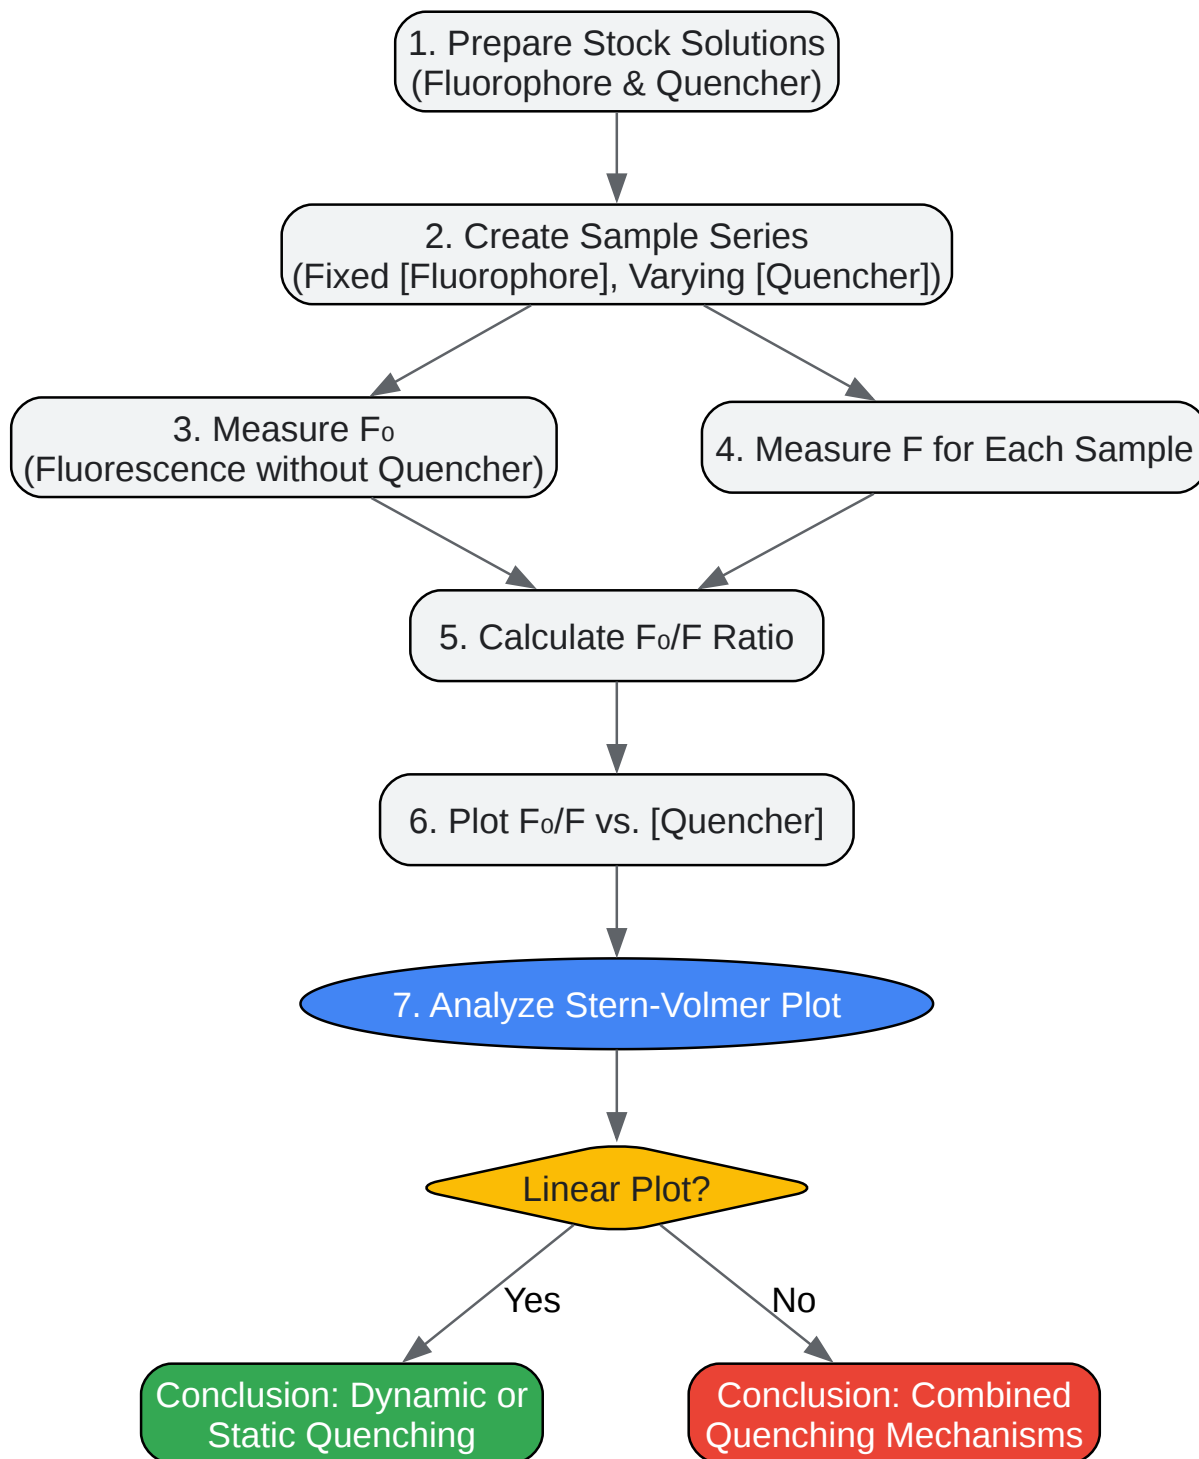 1. Prepare Stock Solutions
(Fluorophore & Quencher)
2. Create Sample Series
(Fixed [Fluorophore], Varying [Quencher])
3. Measure F₀
(Fluorescence without Quencher)
4. Measure F for Each Sample
5. Calculate F₀/F Ratio
6. Plot F₀/F vs. [Quencher]
7. Analyze Stern-Volmer Plot
Linear Plot?
Yes
No
Conclusion: Dynamic or
Static Quenching
Conclusion: Combined
Quenching Mechanisms